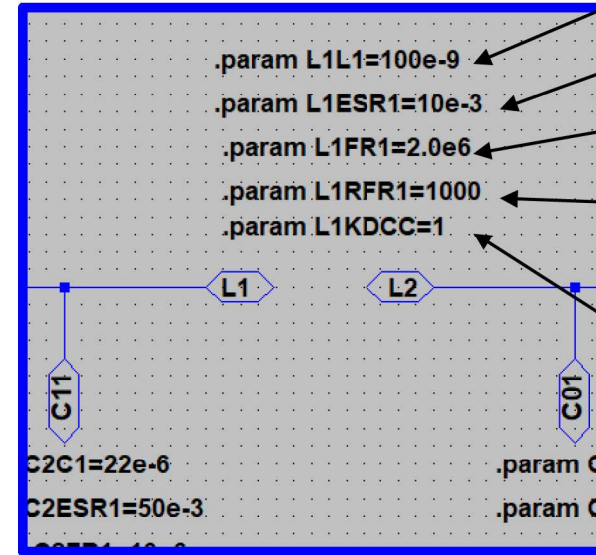 .param L1L1=100e-9
.param L1ESR1=10e-3
.param L1FR1=2.0e6
.param L1RFR1=1000
.param L1KDCC=1
L1
L2
C11
C01
C2C1=22e-6
.param C
C2ESR1=50e-3
.param C